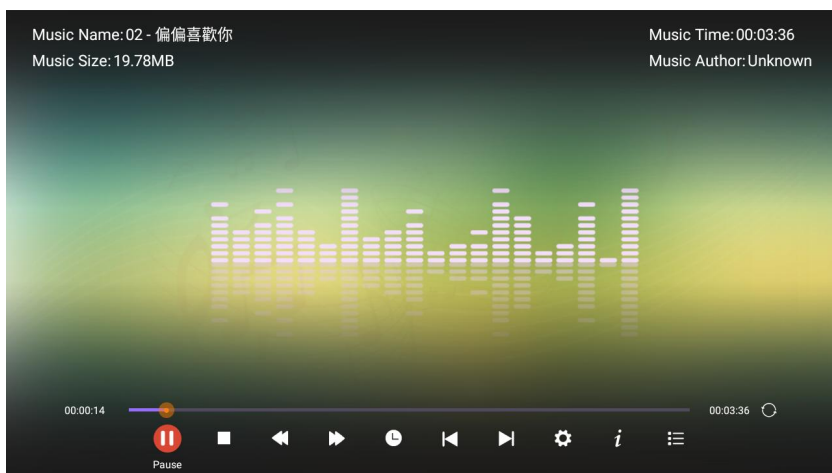 Music Name: 02 - 偏偏喜歡你
Music Time: 00:03:36
Music Size: 19.78MB
Music Author: Unknown
00:00:14
00:03:36
i
Pause